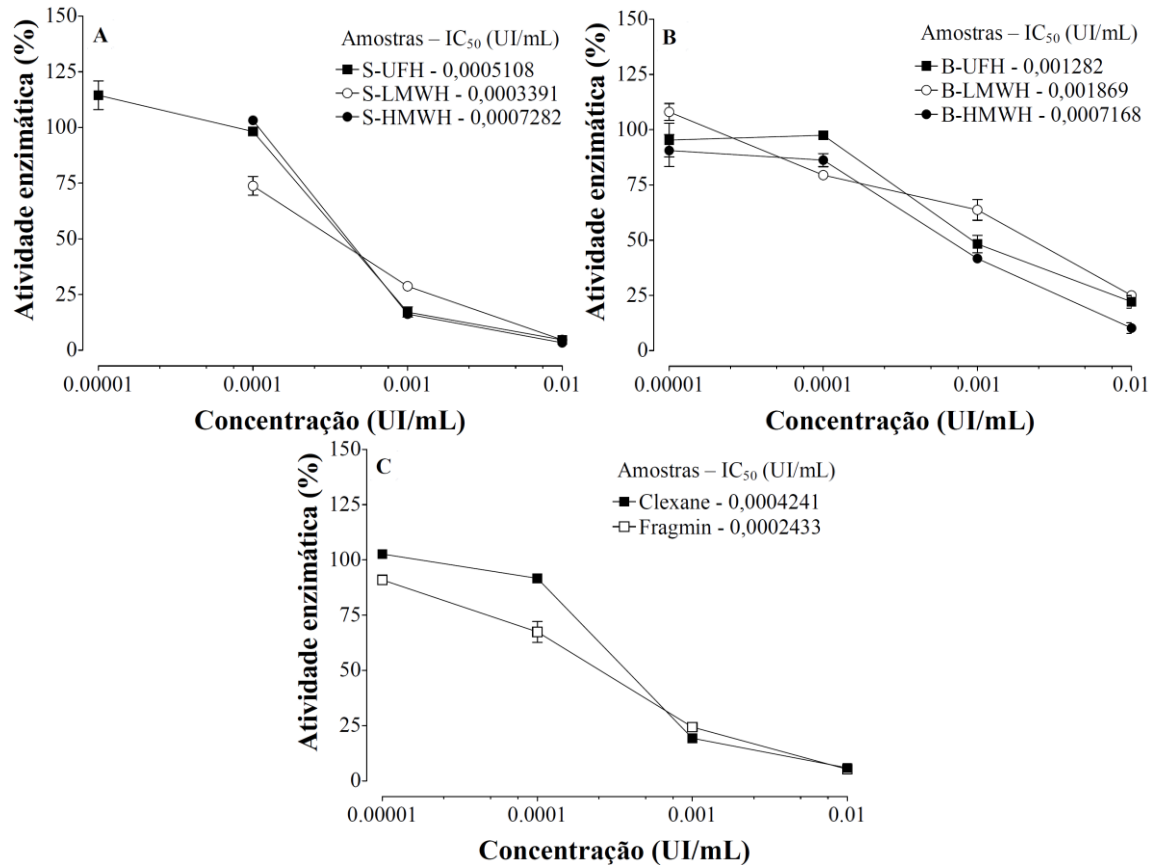 A
Amostras – IC50 (UI/mL)
S-UFH - 0,0005108
S-LMWH - 0,0003391
S-HMWH - 0,0007282
Atividade enzimática (%)
150
125
100
75
50
25
0
0.00001 0.0001 0.001 0.01
Concentração (UI/mL)
B
Amostras – IC50 (UI/mL)
B-UFH - 0,001282
B-LMWH - 0,001869
B-HMWH - 0,0007168
Atividade enzimática (%)
150
125
100
75
50
25
0
0.00001 0.0001 0.001 0.01
Concentração (UI/mL)
C
Amostras – IC50 (UI/mL)
Clexane - 0,0004241
Fragmin - 0,0002433
Atividade enzimática (%)
150
125
100
75
50
25
0
0.00001 0.0001 0.001 0.01
Concentração (UI/mL)